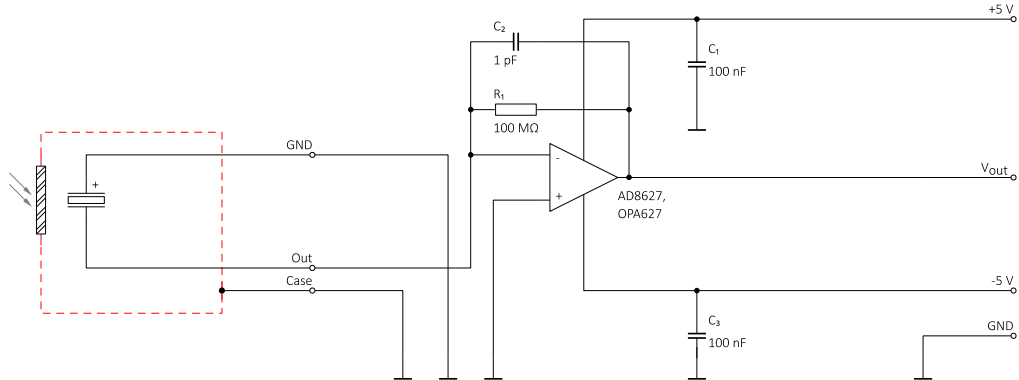 +5 V
C₂
C₁
1 pF
100 nF
R₁
100 MΩ
GND
-
+
Vout
+
AD8627,
OPA627
Out
Case
-5 V
C₃
GND
100 nF